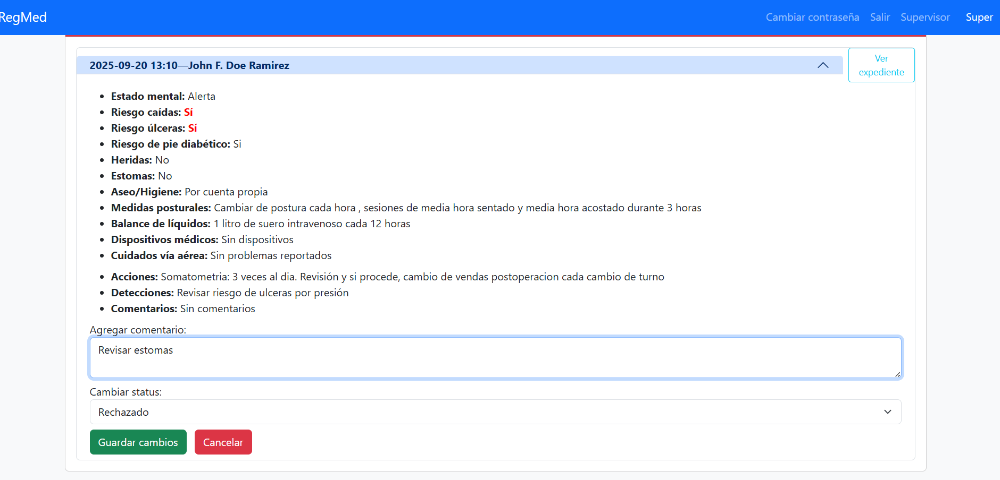 RegMed
Cambiar contraseña Salir Supervisor Super
2025-09-20 13:10—John F. Doe Ramirez
Ver
expediente
Estado mental: Alerta
Riesgo caídas: Sí
Riesgo úlceras: Sí
Riesgo de pie diabético: Si
Heridas: No
Estomas: No
Aseo/Higiene: Por cuenta propia
Medidas posturales: Cambiar de postura cada hora , sesiones de media hora sentado y media hora acostado durante 3 horas
Balance de líquidos: 1 litro de suero intravenoso cada 12 horas
Dispositivos médicos: Sin dispositivos
Cuidados vía aérea: Sin problemas reportados
Acciones: Somatometria: 3 veces al dia. Revisión y si procede, cambio de vendas postoperacion cada cambio de turno
Detecciones: Revisar riesgo de ulceras por presión
Comentarios: Sin comentarios
Agregar comentario:
Revisar estomas
Cambiar status:
Rechazado
Guardar cambios Cancelar